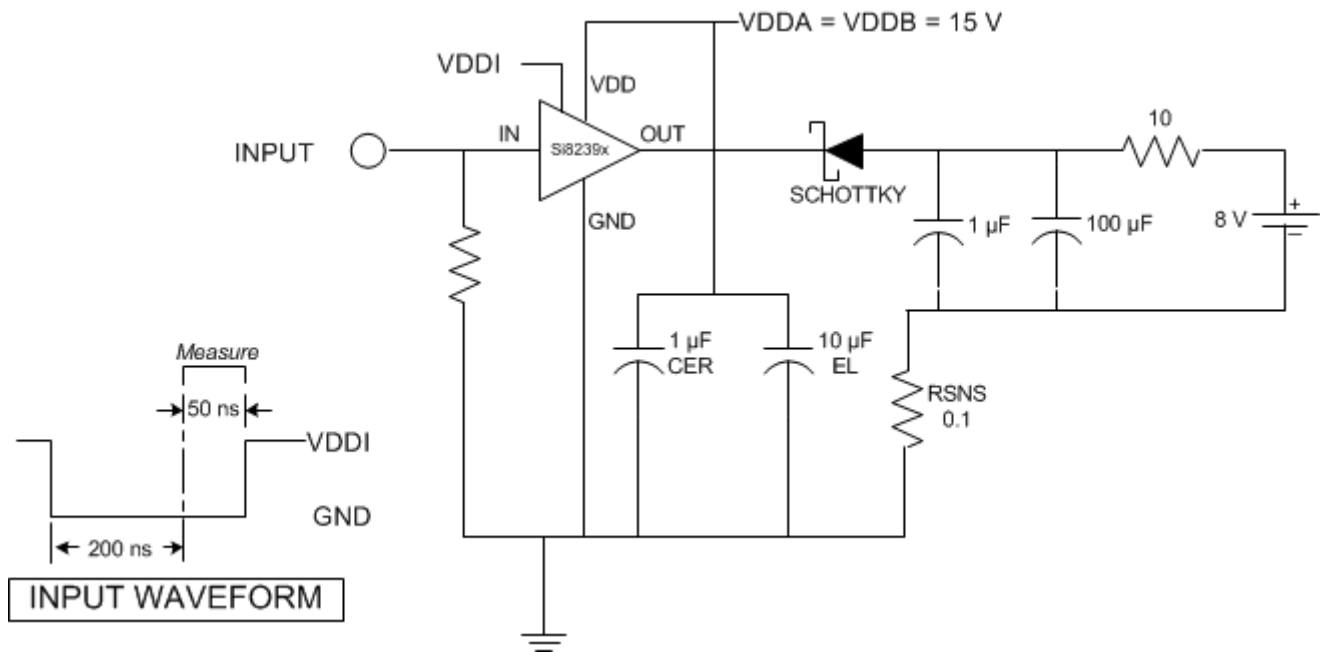 VDDA = VDDB = 15 V
VDDI
VDD
10
INPUT
IN
OUT
Si8239x
SCHOTTKY
GND
1 µF
100 µF
8 V
+
–
1 µF
CER
10 µF
EL
RSNS
0.1
Measure
50 ns
VDDI
GND
200 ns
INPUT WAVEFORM